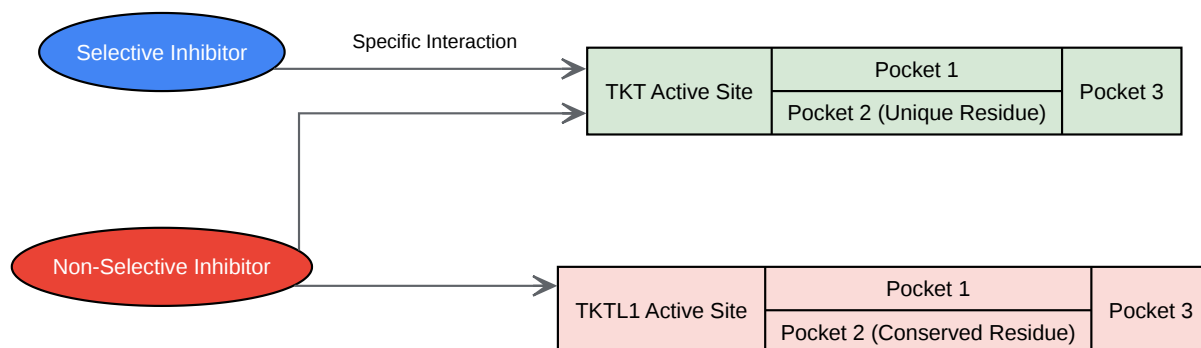 Selective Inhibitor
Specific Interaction
TKT Active Site
Pocket 1
Pocket 2 (Unique Residue)
Pocket 3
Non-Selective Inhibitor
TKTL1 Active Site
Pocket 1
Pocket 2 (Conserved Residue)
Pocket 3